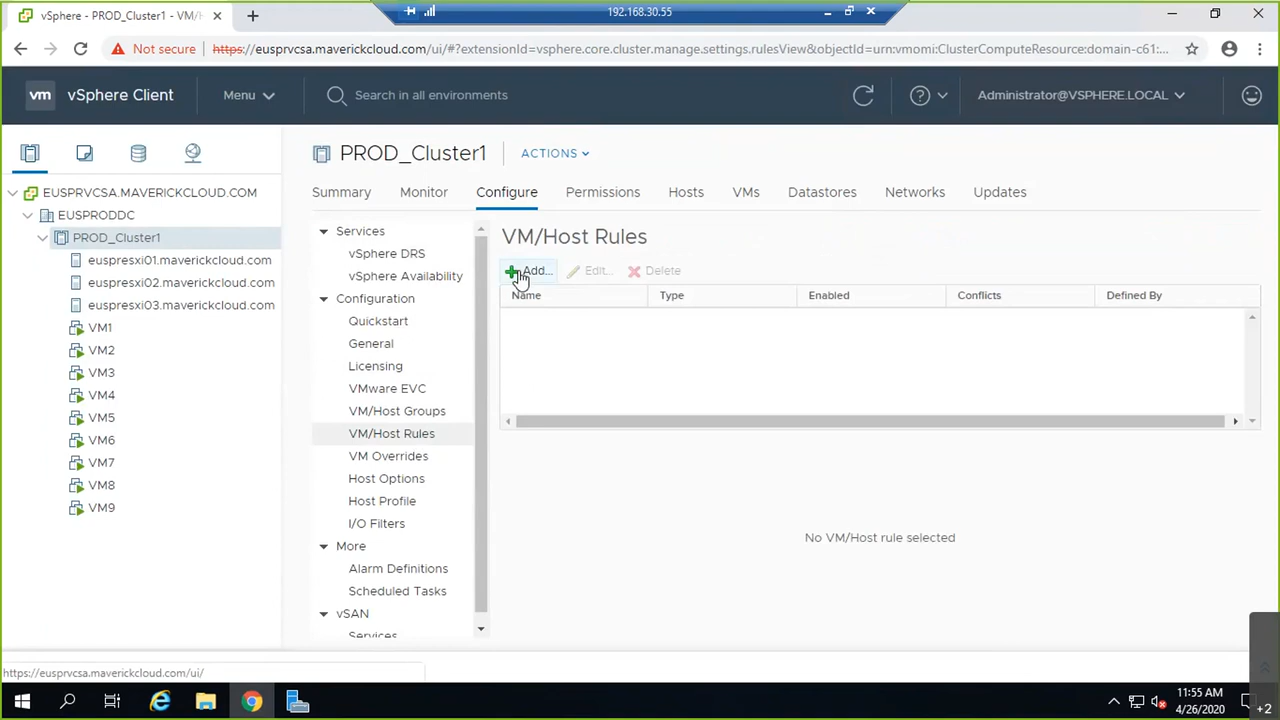 vSphere - PROD_Cluster1 - VM/H
192.168.30.55
Not secure
https://eusprvcsa.maverickcloud.com/ui/#?extensionId=vsphere.core.cluster.manage.settings.rulesView&objectId=urn:vmomi:ClusterComputeResource:domain-c61:...
vm vSphere Client Menu Search in all environments Administrator@VSPHERE.LOCAL
PROD_Cluster1 ACTIONS
Summary Monitor Configure Permissions Hosts VMs Datastores Networks Updates
EUSPRVCSA.MAVERICKCLOUD.COM
EUSPRODDC
PROD_Cluster1
euspresxi01.maverickcloud.com
euspresxi02.maverickcloud.com
euspresxi03.maverickcloud.com
VM1
VM2
VM3
VM4
VM5
VM6
VM7
VM8
VM9
Services
vSphere DRS
vSphere Availability
Configuration
Quickstart
General
Licensing
VMware EVC
VM/Host Groups
VM/Host Rules
VM Overrides
Host Options
Host Profile
I/O Filters
More
Alarm Definitions
Scheduled Tasks
vSAN
Services
VM/Host Rules
Add... Edit... Delete
Name Type Enabled Conflicts Defined By
No VM/Host rule selected
https://eusprvcsa.maverickcloud.com/ui/
11:55 AM
4/26/2020
+2